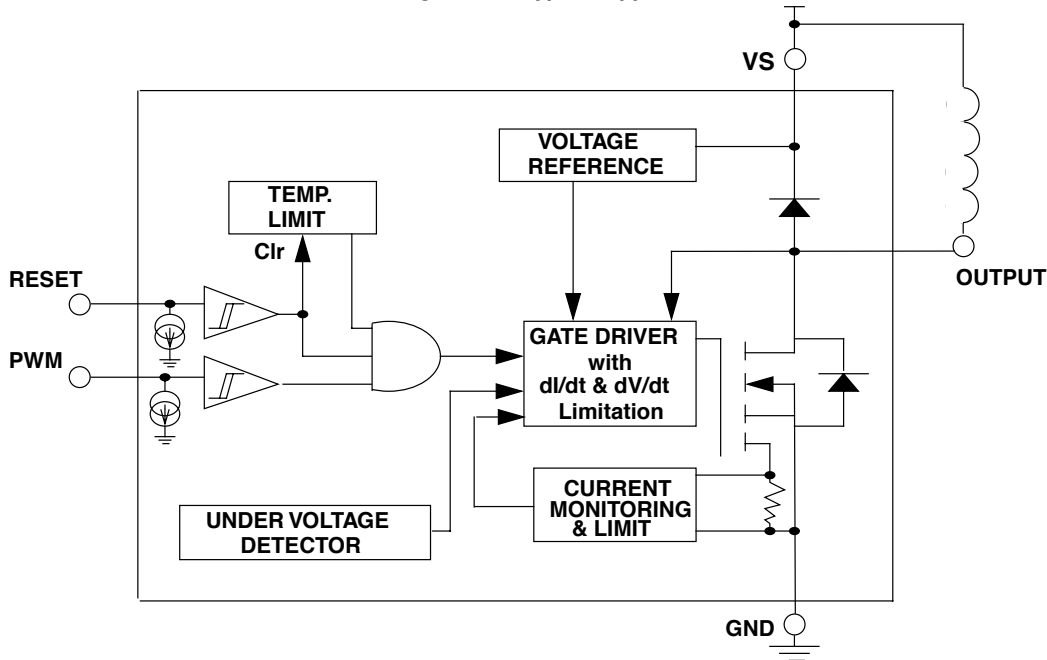 VS
VOLTAGE
REFERENCE
TEMP.
LIMIT
Clr
RESET
OUTPUT
PWM
GATE DRIVER
with
dI/dt & dV/dt
Limitation
CURRENT
MONITORING
& LIMIT
UNDER VOLTAGE
DETECTOR
GND